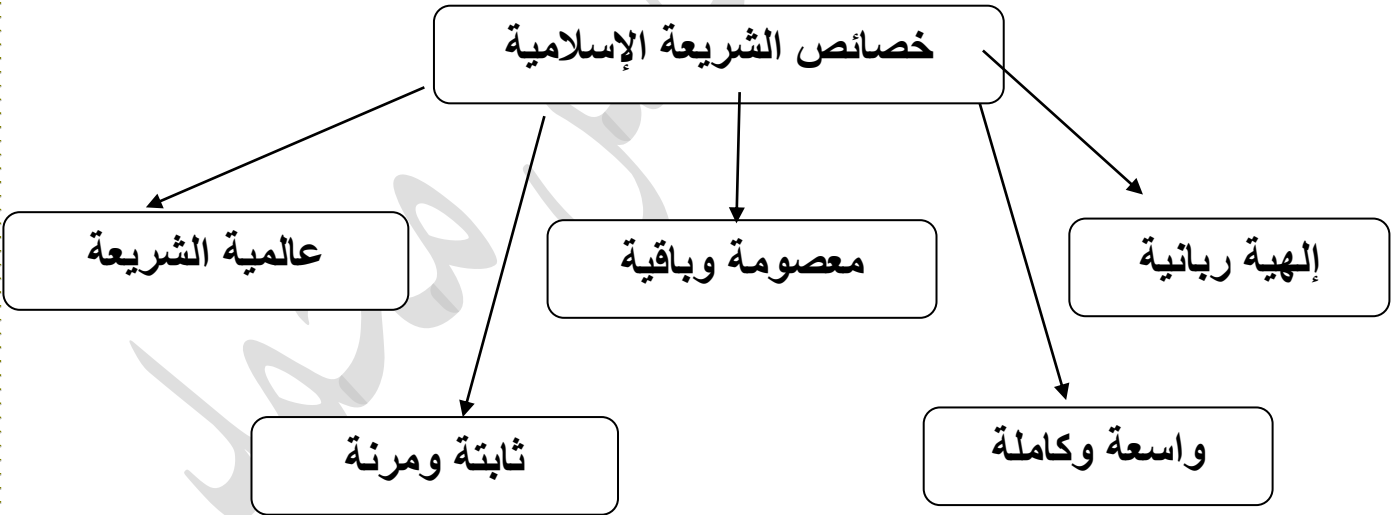 خصائص الشريعة الإسلامية
إلهية ربانية
معصومة وباقية
عالمية الشريعة
واسعة وكاملة
ثابتة ومرنة